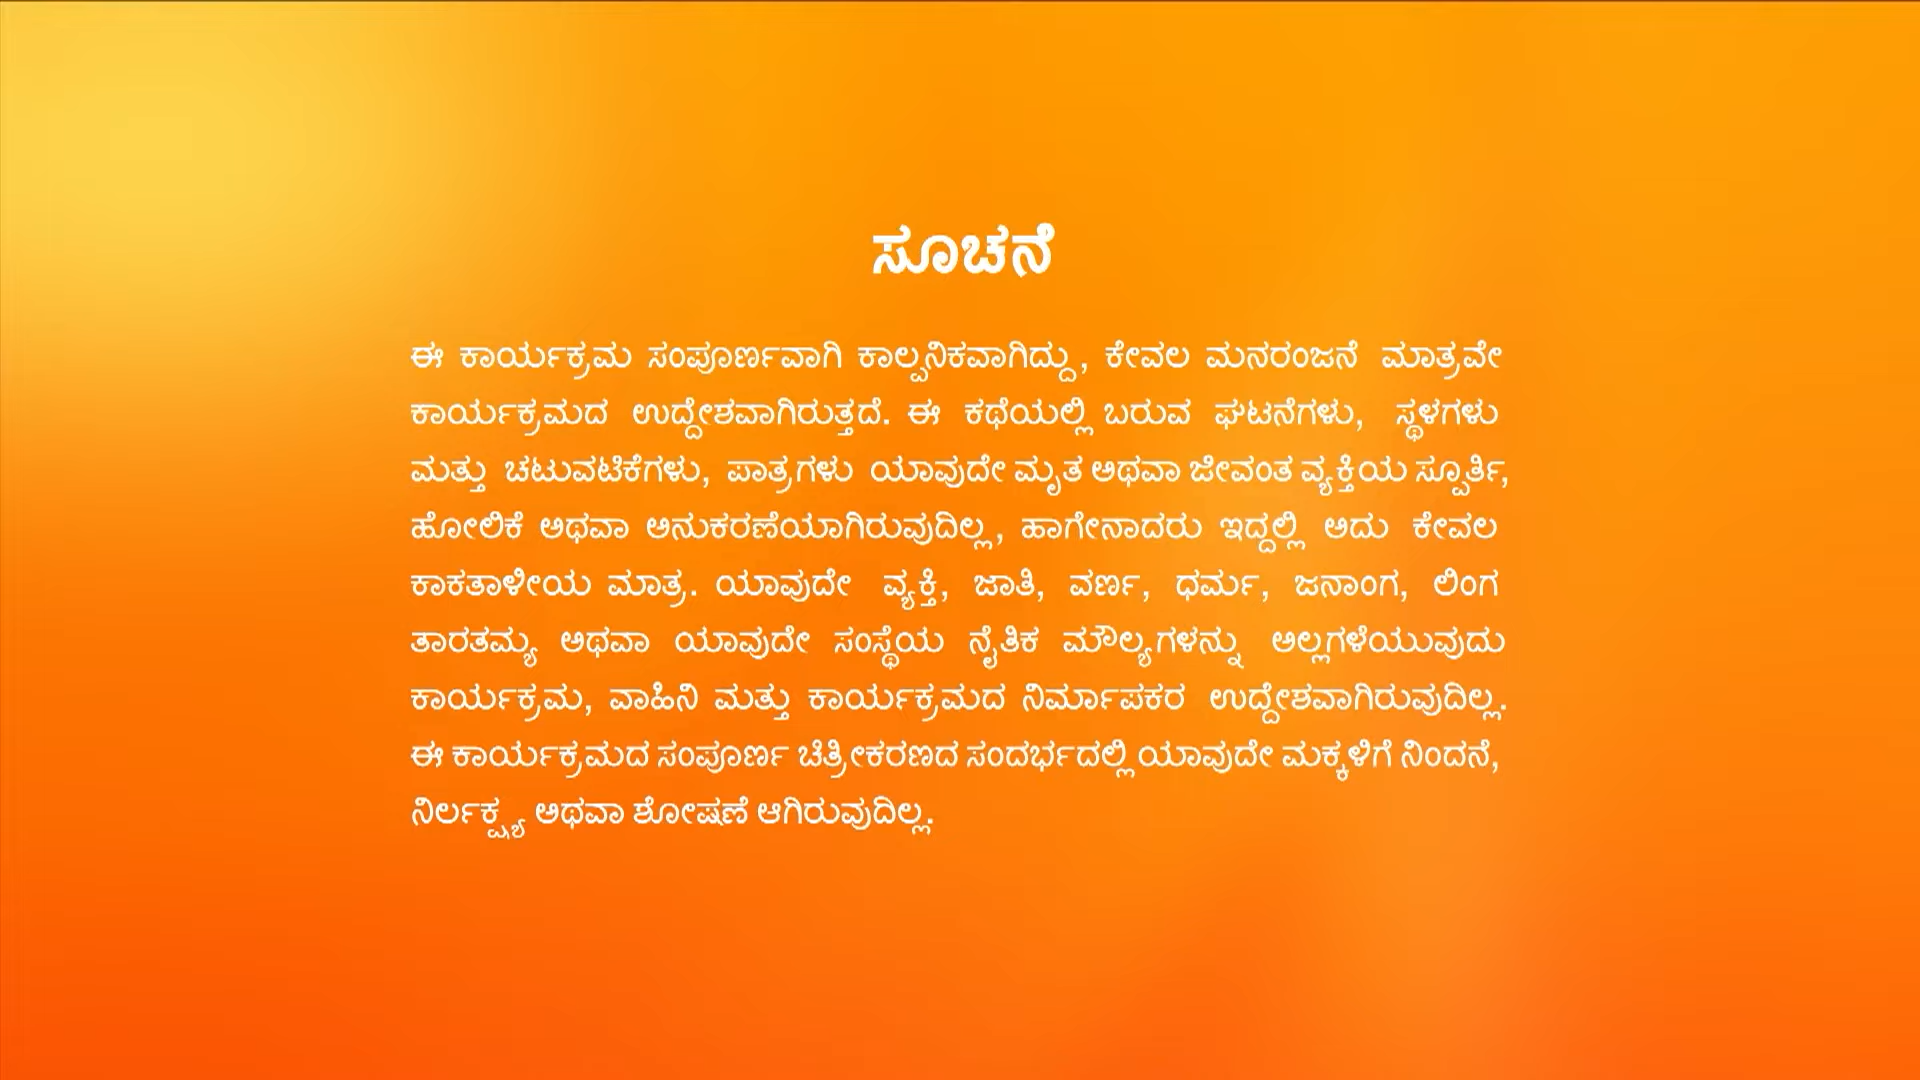 ಸೂಚನೆ
ಈ ಕಾರ್ಯಕ್ರಮ ಸಂಪೂರ್ಣವಾಗಿ ಕಾಲ್ಪನಿಕವಾಗಿದ್ದು, ಕೇವಲ ಮನರಂಜನೆ ಮಾತ್ರವೇ
ಕಾರ್ಯಕ್ರಮದ ಉದ್ದೇಶವಾಗಿರುತ್ತದೆ. ಈ ಕಥೆಯಲ್ಲಿ ಬರುವ ಘಟನೆಗಳು, ಸ್ಥಳಗಳು
ಮತ್ತು ಚಟುವಟಿಕೆಗಳು, ಪಾತ್ರಗಳು ಯಾವುದೇ ಮೃತ ಅಥವಾ ಜೀವಂತ ವ್ಯಕ್ತಿಯ ಸ್ಪೂರ್ತಿ,
ಹೋಲಿಕೆ ಅಥವಾ ಅನುಕರಣೆಯಾಗಿರುವುದಿಲ್ಲ, ಹಾಗೇನಾದರು ಇದ್ದಲ್ಲಿ ಅದು ಕೇವಲ
ಕಾಕತಾಳೀಯ ಮಾತ್ರ. ಯಾವುದೇ ವ್ಯಕ್ತಿ, ಜಾತಿ, ವರ್ಣ, ಧರ್ಮ, ಜನಾಂಗ, ಲಿಂಗ
ತಾರತಮ್ಯ ಅಥವಾ ಯಾವುದೇ ಸಂಸ್ಥೆಯ ನೈತಿಕ ಮೌಲ್ಯಗಳನ್ನು ಅಲ್ಲಗಳೆಯುವುದು
ಕಾರ್ಯಕ್ರಮ, ವಾಹಿನಿ ಮತ್ತು ಕಾರ್ಯಕ್ರಮದ ನಿರ್ಮಾಪಕರ ಉದ್ದೇಶವಾಗಿರುವುದಿಲ್ಲ.
ಈ ಕಾರ್ಯಕ್ರಮದ ಸಂಪೂರ್ಣ ಚಿತ್ರೀಕರಣದ ಸಂದರ್ಭದಲ್ಲಿ ಯಾವುದೇ ಮಕ್ಕಳಿಗೆ ನಿಂದನೆ,
ನಿರ್ಲಕ್ಷ್ಯ ಅಥವಾ ಶೋಷಣೆ ಆಗಿರುವುದಿಲ್ಲ.